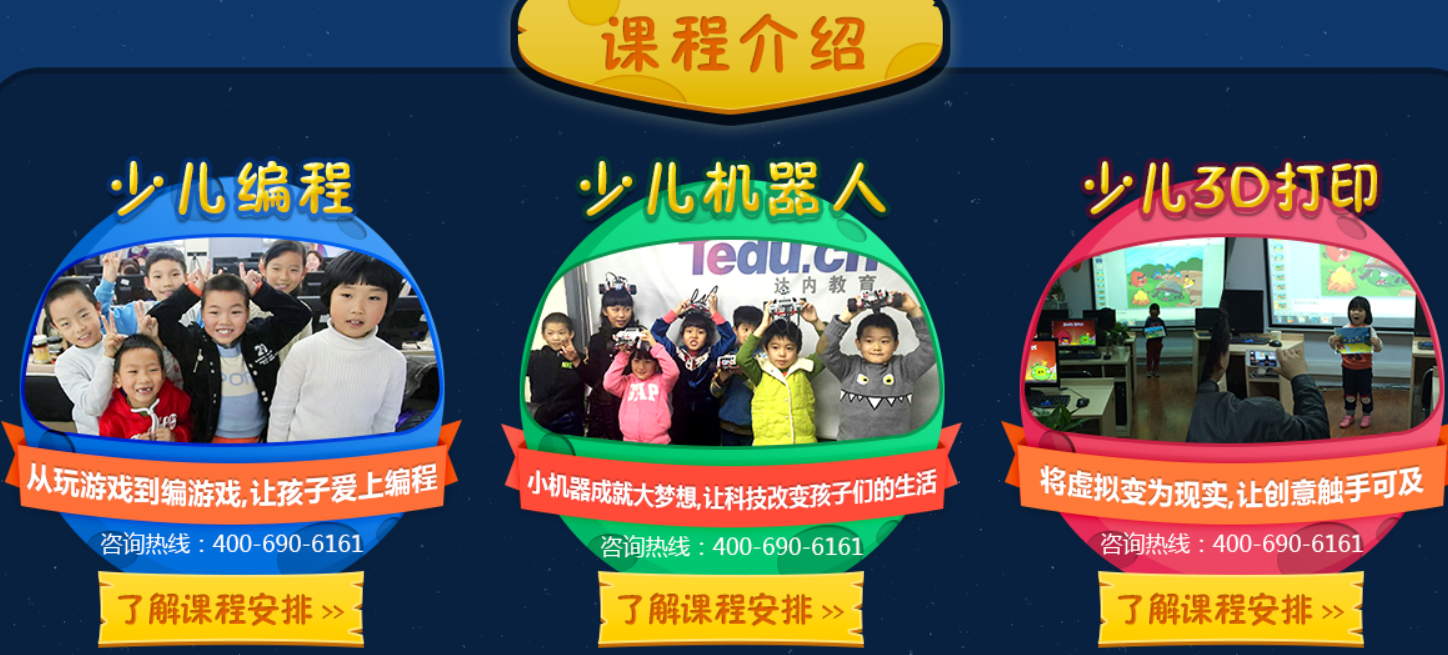 课程介绍
少儿编程
从玩游戏到编游戏,让孩子爱上编程
咨询热线：400-690-6161
了解课程安排 >>
少儿机器人
Tedu.cn
达内教育
小机器成就大梦想,让科技改变孩子们的生活
咨询热线：400-690-6161
了解课程安排 >>
少儿3D打印
将虚拟变为现实,让创意触手可及
咨询热线：400-690-6161
了解课程安排 >>